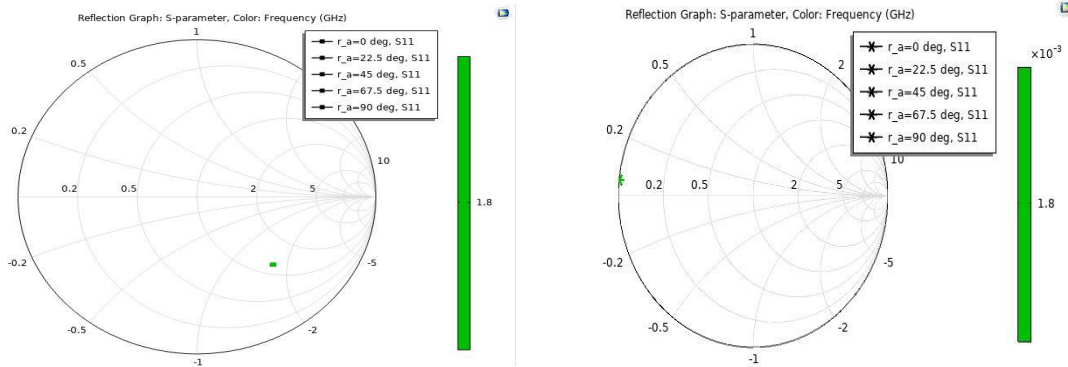 Reflection Graph: S-parameter, Color: Frequency (GHz)
1
r_a=0 deg, S11
r_a=22.5 deg, S11
r_a=45 deg, S11
r_a=67.5 deg, S11
r_a=90 deg, S11
0.5
0.2
10
0.2 0.5 2 5
1.8
-0.2
-5
-0.5
-2
-1
Reflection Graph: S-parameter, Color: Frequency (GHz)
1
2
r_a=0 deg, S11
r_a=22.5 deg, S11
r_a=45 deg, S11
r_a=67.5 deg, S11
r_a=90 deg, S11
×10⁻³
0.5
0.2
10
0.2 0.5 2 5
1.8
-0.2
-5
-0.5
-2
-1